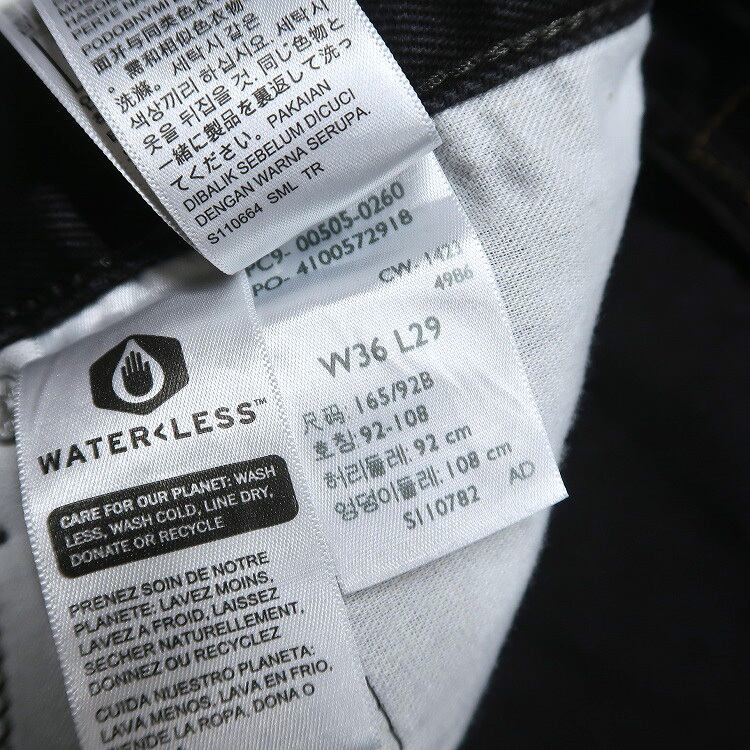 PODOBNYMI
面并与同类色衣物
需和相似色衣物
洗滌。세탁시 같은
색상끼리 하십시요. 세탁시
옷을 뒤집을 것. 同じ色物と
一緒に製品を裏返して洗っ
てください。PAKAIAN
DIBALIK SEBELUM DICUCI
DENGAN WARNA SERUPA.
S110664 SML TR
PC9- 00505-0260
PO- 4100572918
CW- 1421
4986
W36 L29
尺码: 165/92B
호칭: 92-108
허리둘레: 92 cm
엉덩이둘레: 108 cm
S110782 AD
WATER<LESS™
CARE FOR OUR PLANET: WASH
LESS, WASH COLD, LINE DRY,
DONATE OR RECYCLE
PRENEZ SOIN DE NOTRE
PLANETE: LAVEZ MOINS,
LAVEZ A FROID, LAISSEZ
SECHER NATURELLEMENT,
DONNEZ OU RECYCLEZ
CUIDA NUESTRO PLANETA:
LAVA MENOS, LAVA EN FRIO,
TIENDE LA ROPA, DONA O